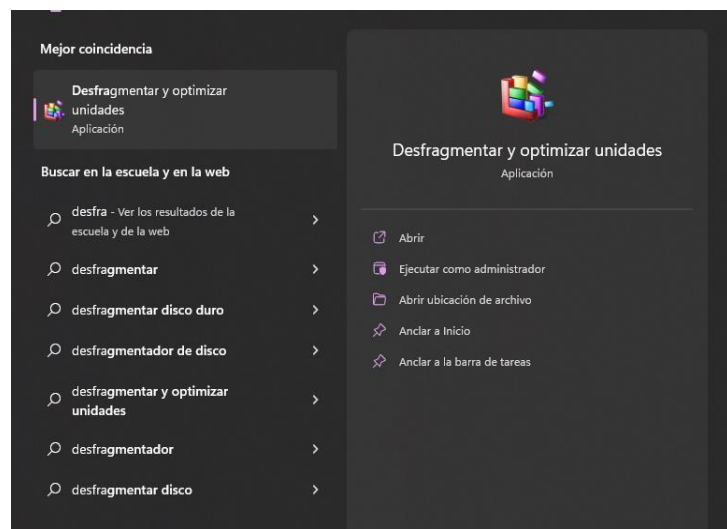 Mejor coincidencia
Desfragmentar y optimizar
unidades
Aplicación
Buscar en la escuela y en la web
desfra - Ver los resultados de la
escuela y de la web
desfragmentar
desfragmentar disco duro
desfragmentador de disco
desfragmentar y optimizar
unidades
desfragmentador
desfragmentar disco
Desfragmentar y optimizar unidades
Aplicación
Abrir
Ejecutar como administrador
Abrir ubicación de archivo
Anclar a Inicio
Anclar a la barra de tareas